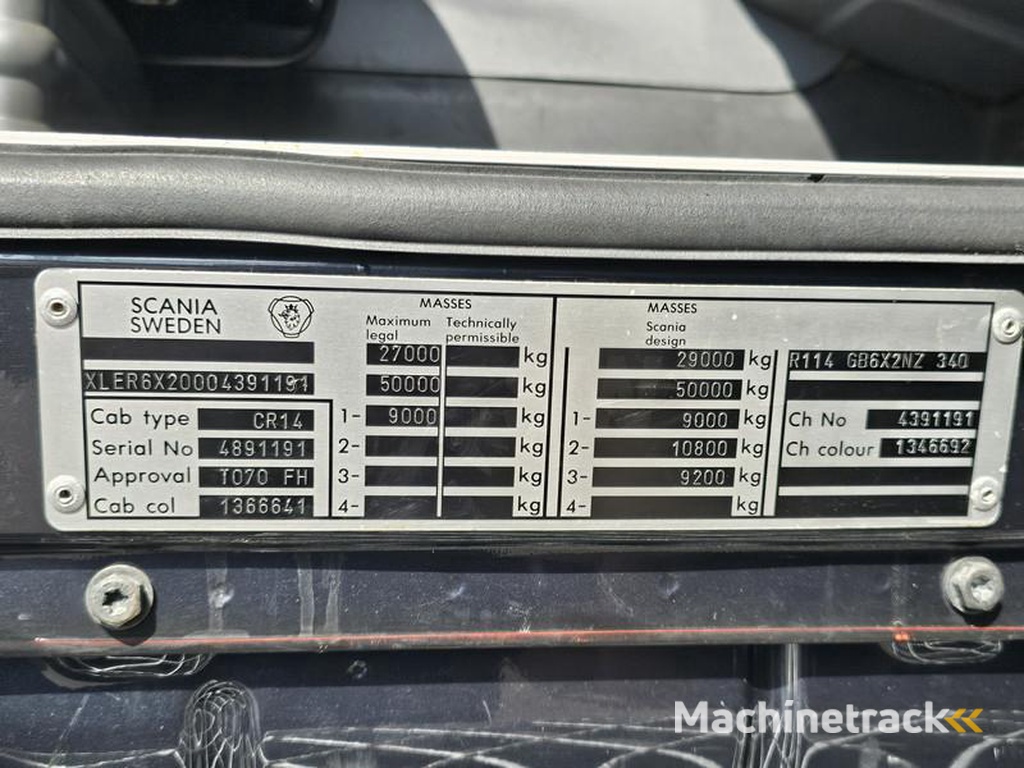 SCANIA
SWEDEN
XLER6X20004391191
Cab type CR14
Serial No 4891191
Approval T070 FH
Cab col 1366641
MASSES
Maximum legal Technically permissible
27000 kg
50000
1- 9000 kg
2- kg
3- kg
4- kg
MASSES
Scania design
29000 kg
50000
1- 9000 kg
2- 10800 kg
3- 9200 kg
4- kg
R114 GB6X2NZ 340
Ch No 4391191
Ch colour 1346692
Machinetrack